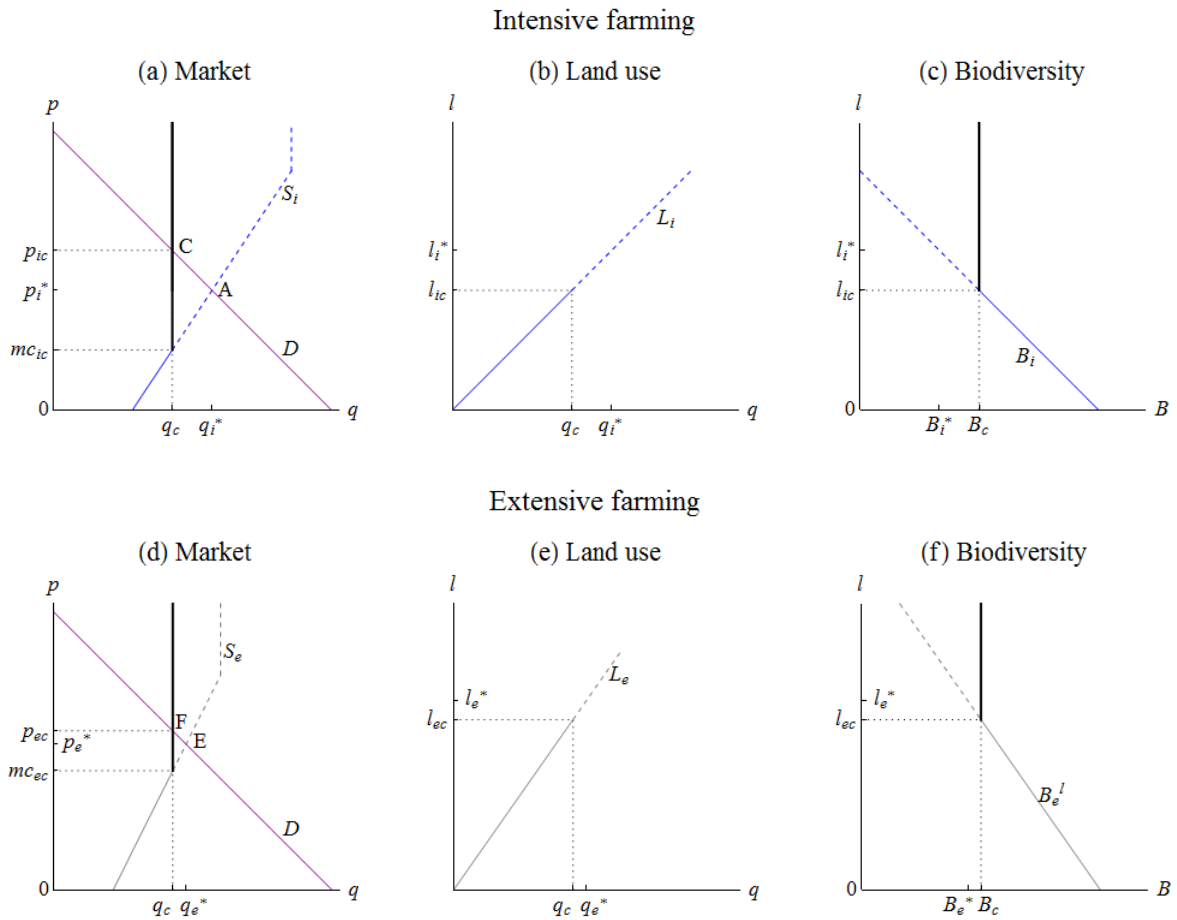 Intensive farming
(a) Market
(b) Land use
(c) Biodiversity
p
l
l
S_i
L_i
C
p_ic
l_i*
l_i*
p_i*
A
l_ic
l_ic
mc_ic
D
B_i
0
q
q
0
B
q_c q_i*
q_c q_i*
B_i* B_c
Extensive farming
(d) Market
(e) Land use
(f) Biodiversity
p
l
l
S_e
L_e
F
l_e*
l_e*
p_ec
p_e*
E
l_ec
l_ec
mc_ec
D
B_e^l
0
q
q
0
B
q_c q_e*
q_c q_e*
B_e* B_c